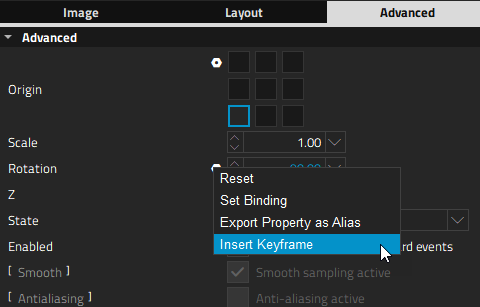 Image Layout Advanced
Advanced
Origin
Scale 1.00
Rotation
Reset
Z
Set Binding
State
Export Property as Alias
Enabled
Insert Keyframe
events
[ Smooth ] Smooth sampling active
[ Antialiasing ] Anti-aliasing active